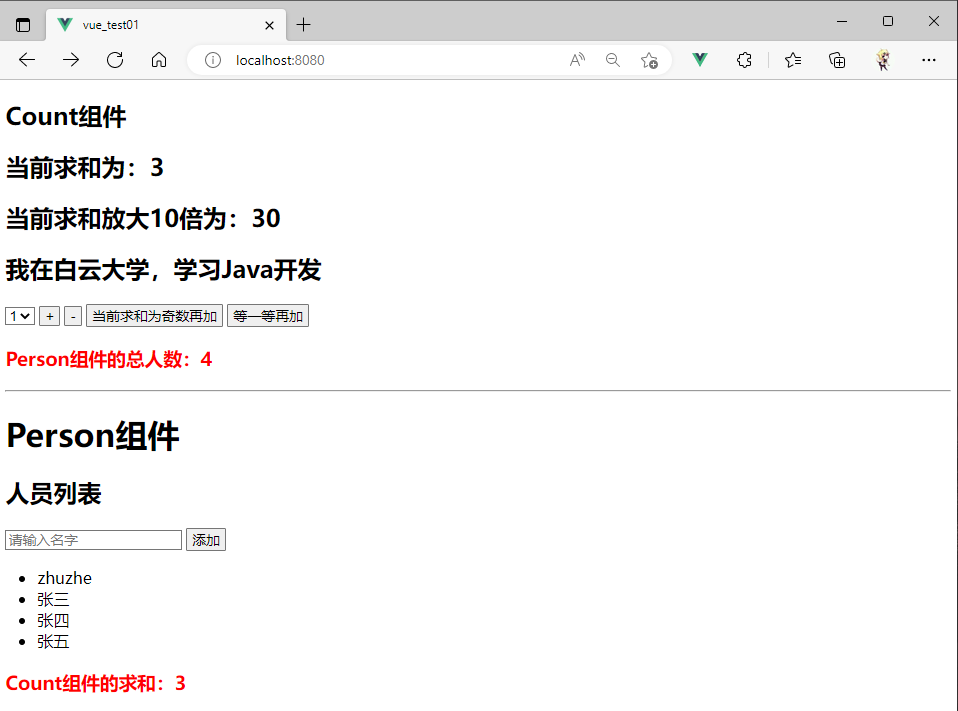 vue_test01
localhost:8080
Count组件
当前求和为：3
当前求和放大10倍为：30
我在白云大学，学习Java开发
1 + - 当前求和为奇数再加 等一等再加
Person组件的总人数：4
Person组件
人员列表
请输入名字 添加
zhuzhe
张三
张四
张五
Count组件的求和：3